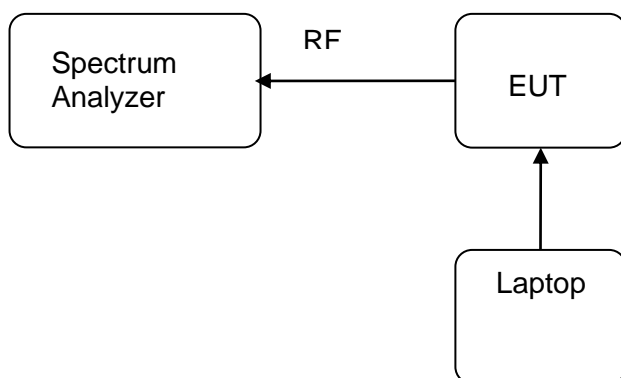 RF
Spectrum
Analyzer
EUT
Laptop